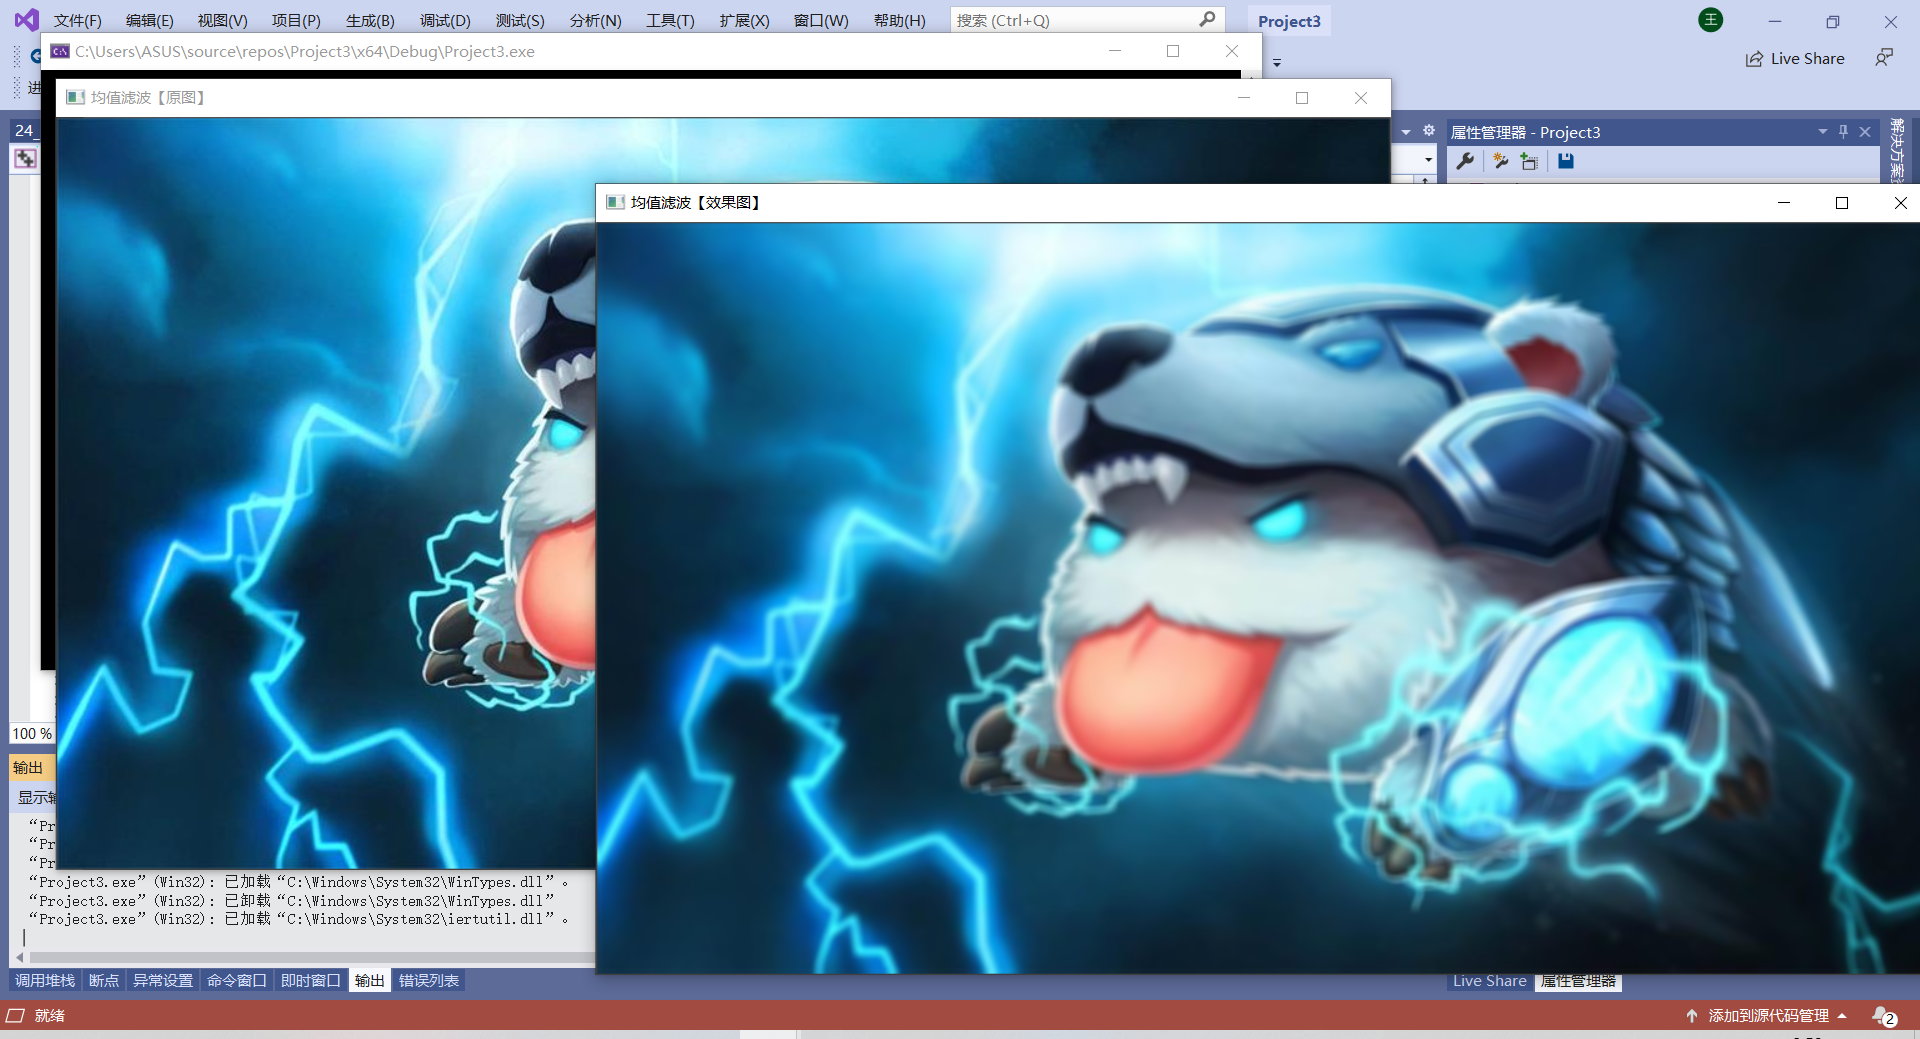 文件(F) 编辑(E) 视图(V) 项目(P) 生成(B) 调试(D) 测试(S) 分析(N) 工具(T) 扩展(X) 窗口(W) 帮助(H) 搜索 (Ctrl+Q) Project3 王
C:\Users\ASUS\source\repos\Project3\x64\Debug\Project3.exe
Live Share
进
均值滤波【原图】
24_
属性管理器 - Project3
解决方案
均值滤波【效果图】
100 %
输出
显示输
“Pr
“Pr
“Pr
“Project3.exe” (Win32): 已加载 “C:\Windows\System32\WinTypes.dll” 。
“Project3.exe” (Win32): 已卸载 “C:\Windows\System32\WinTypes.dll”
“Project3.exe” (Win32): 已加载 “C:\Windows\System32\iertutil.dll” 。
调用堆栈 断点 异常设置 命令窗口 即时窗口 输出 错误列表
Live Share 属性管理器
就绪
添加到源代码管理
2